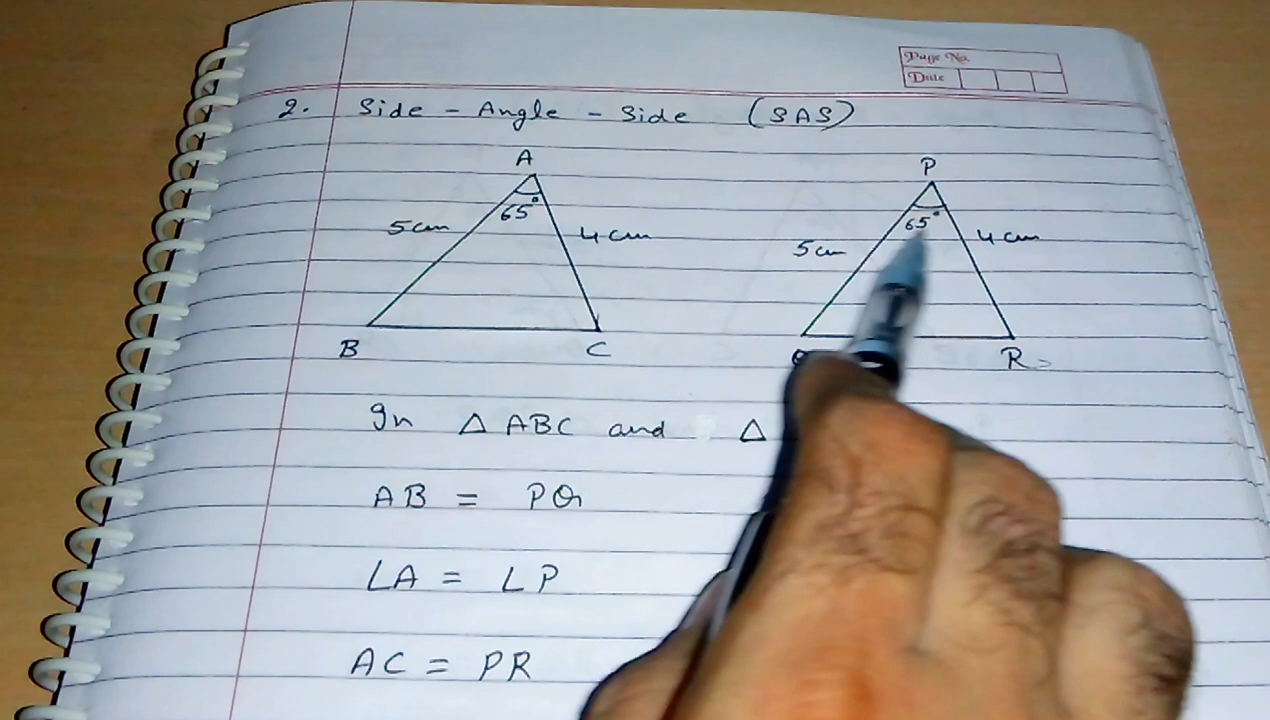 Page No.
Date
2. Side - Angle - Side (SAS)
A P
65° 65°
5cm 4cm 5cm 4cm
B C R
In △ ABC and △
AB = PQ
∠A = ∠P
AC = PR